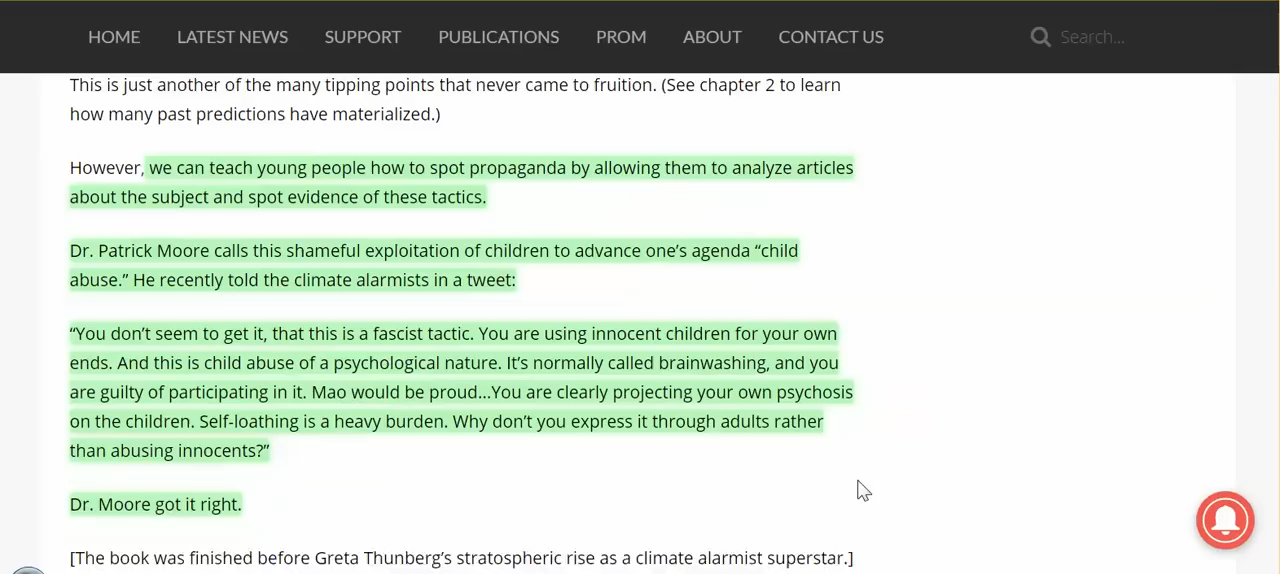 HOME LATEST NEWS SUPPORT PUBLICATIONS PROM ABOUT CONTACT US Search...
This is just another of the many tipping points that never came to fruition. (See chapter 2 to learn
how many past predictions have materialized.)
However, we can teach young people how to spot propaganda by allowing them to analyze articles
about the subject and spot evidence of these tactics.
Dr. Patrick Moore calls this shameful exploitation of children to advance one’s agenda “child
abuse.” He recently told the climate alarmists in a tweet:
“You don’t seem to get it, that this is a fascist tactic. You are using innocent children for your own
ends. And this is child abuse of a psychological nature. It’s normally called brainwashing, and you
are guilty of participating in it. Mao would be proud…You are clearly projecting your own psychosis
on the children. Self-loathing is a heavy burden. Why don’t you express it through adults rather
than abusing innocents?”
Dr. Moore got it right.
[The book was finished before Greta Thunberg’s stratospheric rise as a climate alarmist superstar.]